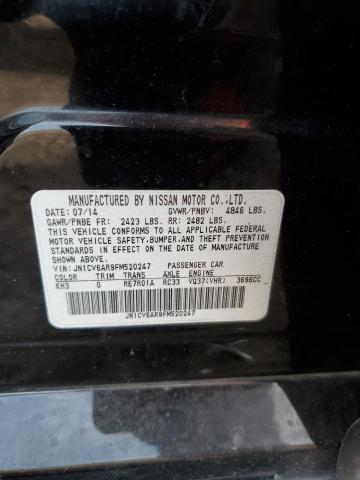 MANUFACTURED BY NISSAN MOTOR CO.,LTD.
DATE: 07/14 GVWR/PNBV: 4846 LBS.
GAWR/PNBE FR: 2423 LBS. RR: 2482 LBS.
THIS VEHICLE CONFORMS TO ALL APPLICABLE FEDERAL
MOTOR VEHICLE SAFETY,BUMPER,AND THEFT
PREVENTION STANDARDS IN EFFECT ON THE DATE OF
MANUFACTURE SHOWN ABOVE.
VIN: JN1CV6AR9FM520247 PASSENGER CAR
COLOR TRIM TRANS AXLE ENGINE
KH3 G RE7R01A RC33 VQ37(VHR) 3696CC
JN1CV6AR9FM520247